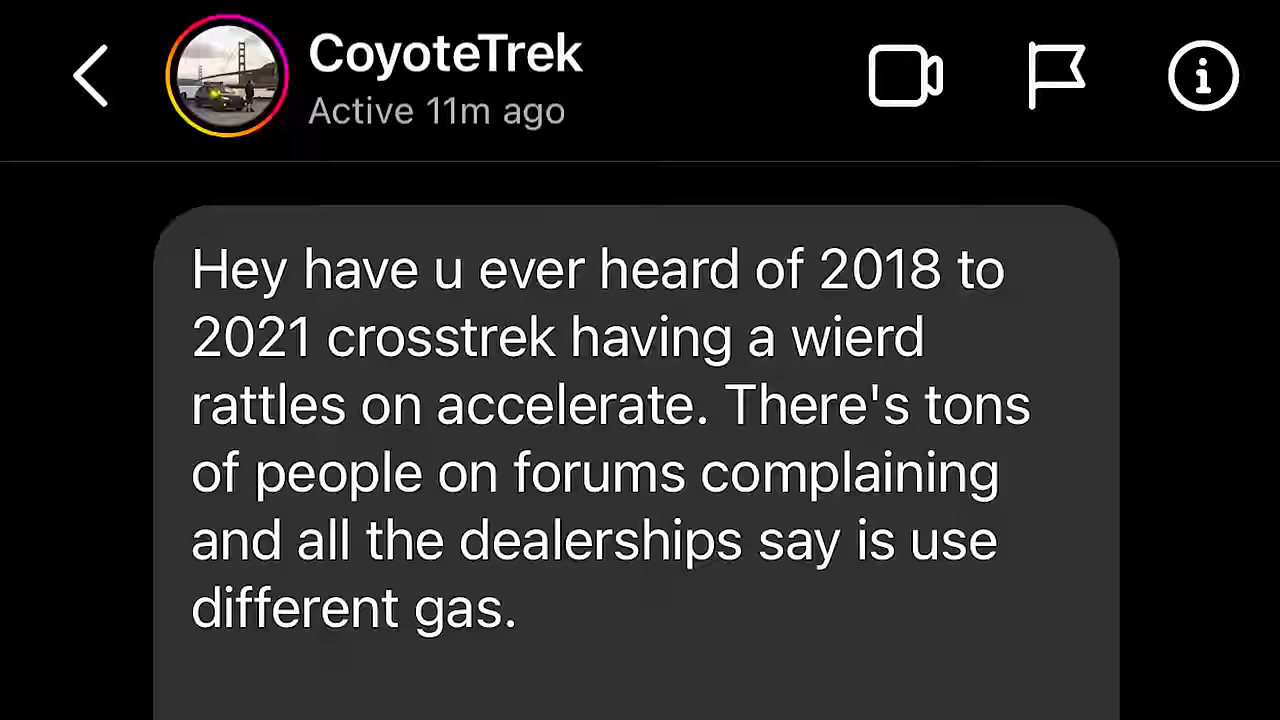 CoyoteTrek
Active 11m ago
Hey have u ever heard of 2018 to
2021 crosstrek having a wierd
rattles on accelerate. There's tons
of people on forums complaining
and all the dealerships say is use
different gas.